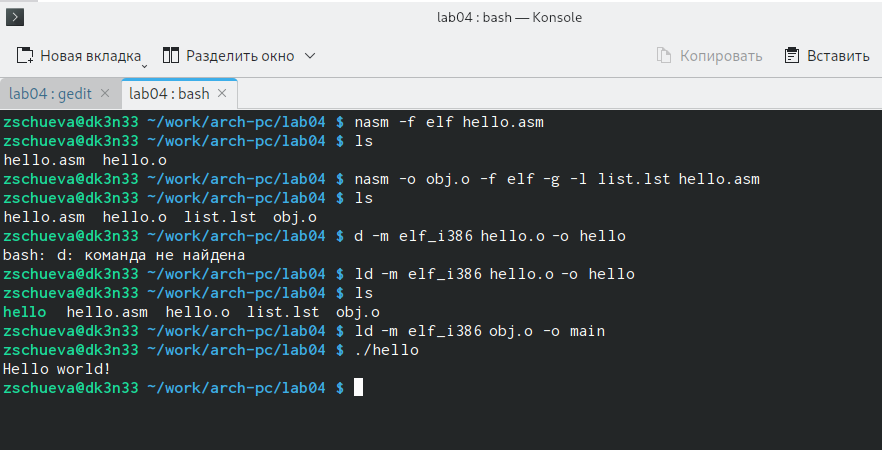 lab04 : bash — Konsole
Новая вкладка Разделить окно Копировать Вставить
lab04 : gedit × lab04 : bash ×
zschueva@dk3n33 ~/work/arch-pc/lab04 $ nasm -f elf hello.asm
zschueva@dk3n33 ~/work/arch-pc/lab04 $ ls
hello.asm  hello.o
zschueva@dk3n33 ~/work/arch-pc/lab04 $ nasm -o obj.o -f elf -g -l list.lst hello.asm
zschueva@dk3n33 ~/work/arch-pc/lab04 $ ls
hello.asm  hello.o  list.lst  obj.o
zschueva@dk3n33 ~/work/arch-pc/lab04 $ d -m elf_i386 hello.o -o hello
bash: d: команда не найдена
zschueva@dk3n33 ~/work/arch-pc/lab04 $ ld -m elf_i386 hello.o -o hello
zschueva@dk3n33 ~/work/arch-pc/lab04 $ ls
hello  hello.asm  hello.o  list.lst  obj.o
zschueva@dk3n33 ~/work/arch-pc/lab04 $ ld -m elf_i386 obj.o -o main
zschueva@dk3n33 ~/work/arch-pc/lab04 $ ./hello
Hello world!
zschueva@dk3n33 ~/work/arch-pc/lab04 $